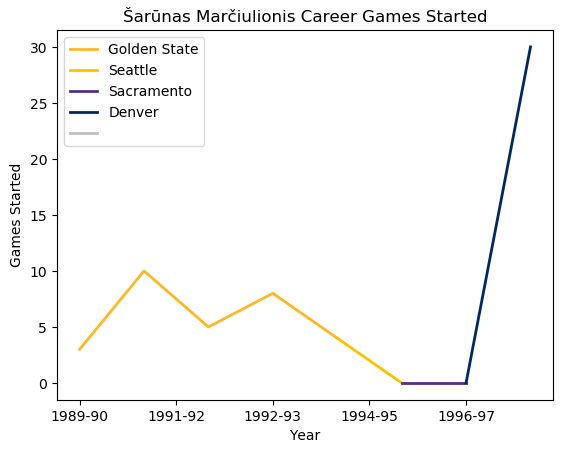 Šarūnas Marčiulionis Career Games Started
Golden State
Seattle
Sacramento
Denver
30
25
20
15
10
5
0
Games Started
1989-90
1991-92
1992-93
1994-95
1996-97
Year